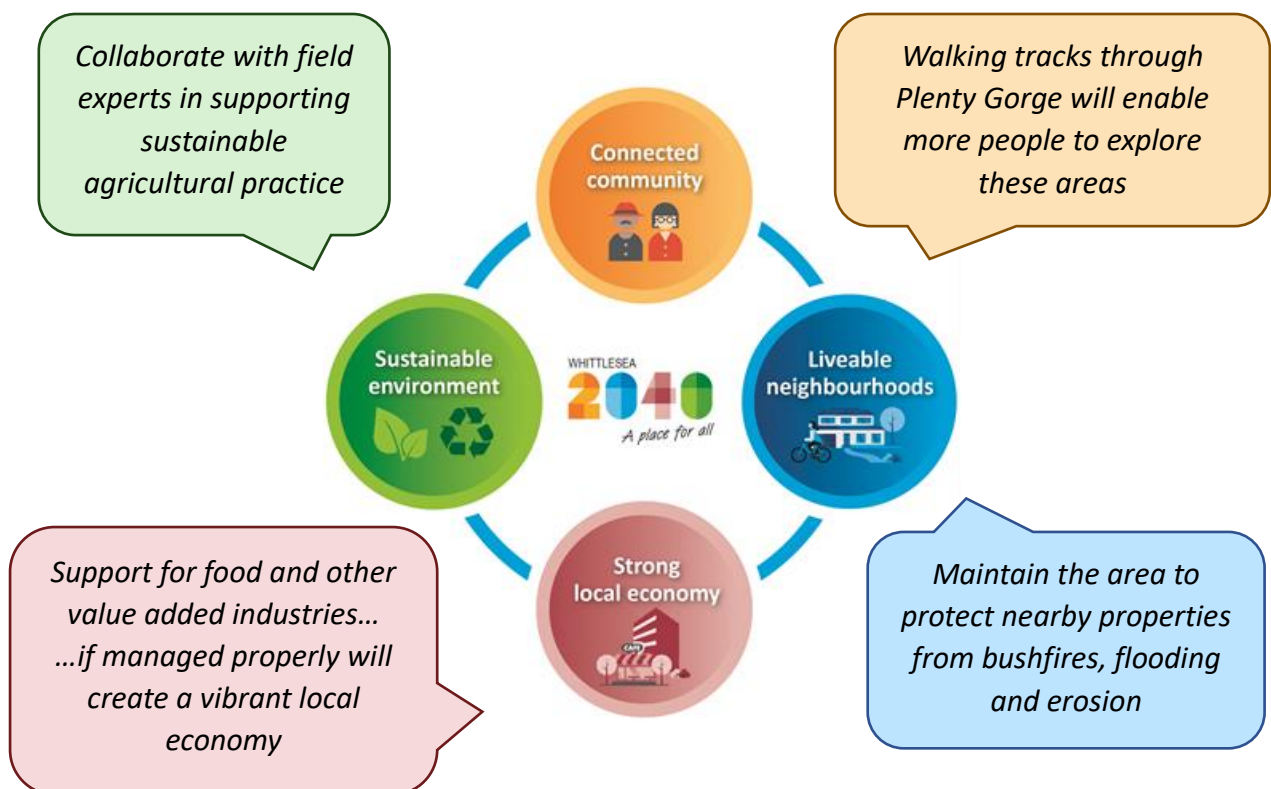 Collaborate with field
experts in supporting
sustainable
agricultural practice
Walking tracks through
Plenty Gorge will enable
more people to explore
these areas
Connected
community
Sustainable
environment
WHITTLESEA
2040
A place for all
Liveable
neighbourhoods
Strong
local economy
CAFE
Support for food and other
value added industries…
…if managed properly will
create a vibrant local
economy
Maintain the area to
protect nearby properties
from bushfires, flooding
and erosion